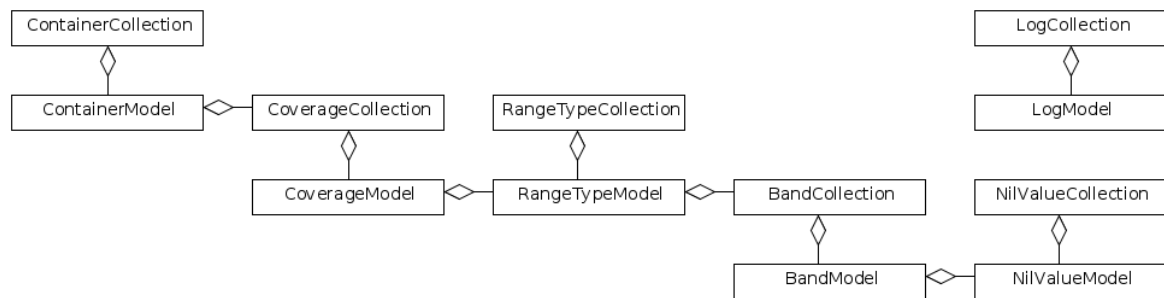 ContainerCollection
LogCollection
ContainerModel
CoverageCollection
RangeTypeCollection
LogModel
CoverageModel
RangeTypeModel
BandCollection
NilValueCollection
BandModel
NilValueModel